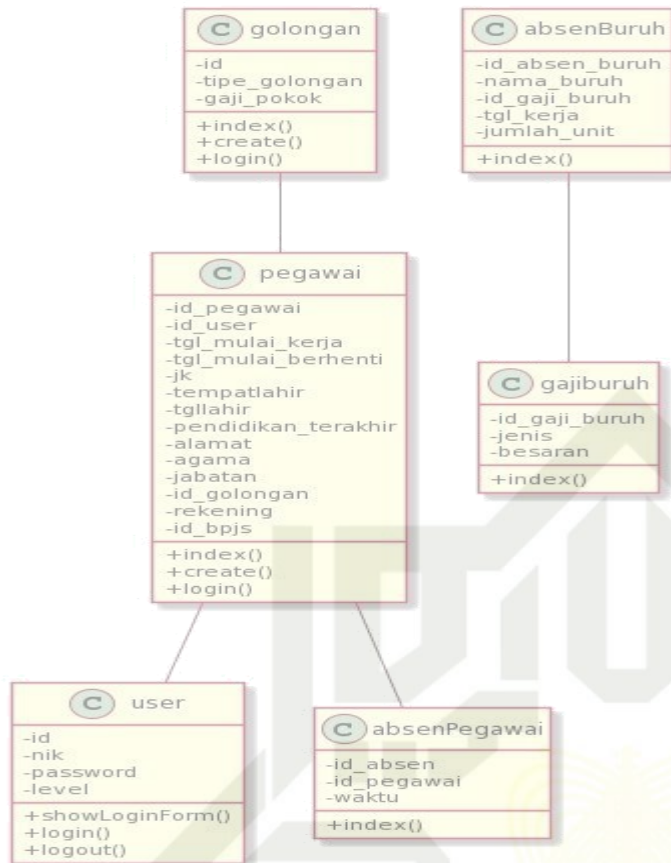 C golongan
-id
-tipe_golongan
-gaji_pokok
+index()
+create()
+login()
C absenBuruh
-id_absen_buruh
-nama_buruh
-id_gaji_buruh
-tgl_kerja
-jumlah_unit
+index()
C pegawai
-id_pegawai
-id_user
-tgl_mulai_kerja
-tgl_mulai_berhenti
-jk
-tempatlahir
-tgllahir
-pendidikan_terakhir
-alamat
-agama
-jabatan
-id_golongan
-rekening
-id_bpjs
+index()
+create()
+login()
C gajiburuh
-id_gaji_buruh
-jenis
-besaran
+index()
C user
-id
-nik
-password
-level
+showLoginForm()
+login()
+logout()
C absenPegawai
-id_absen
-id_pegawai
-waktu
+index()